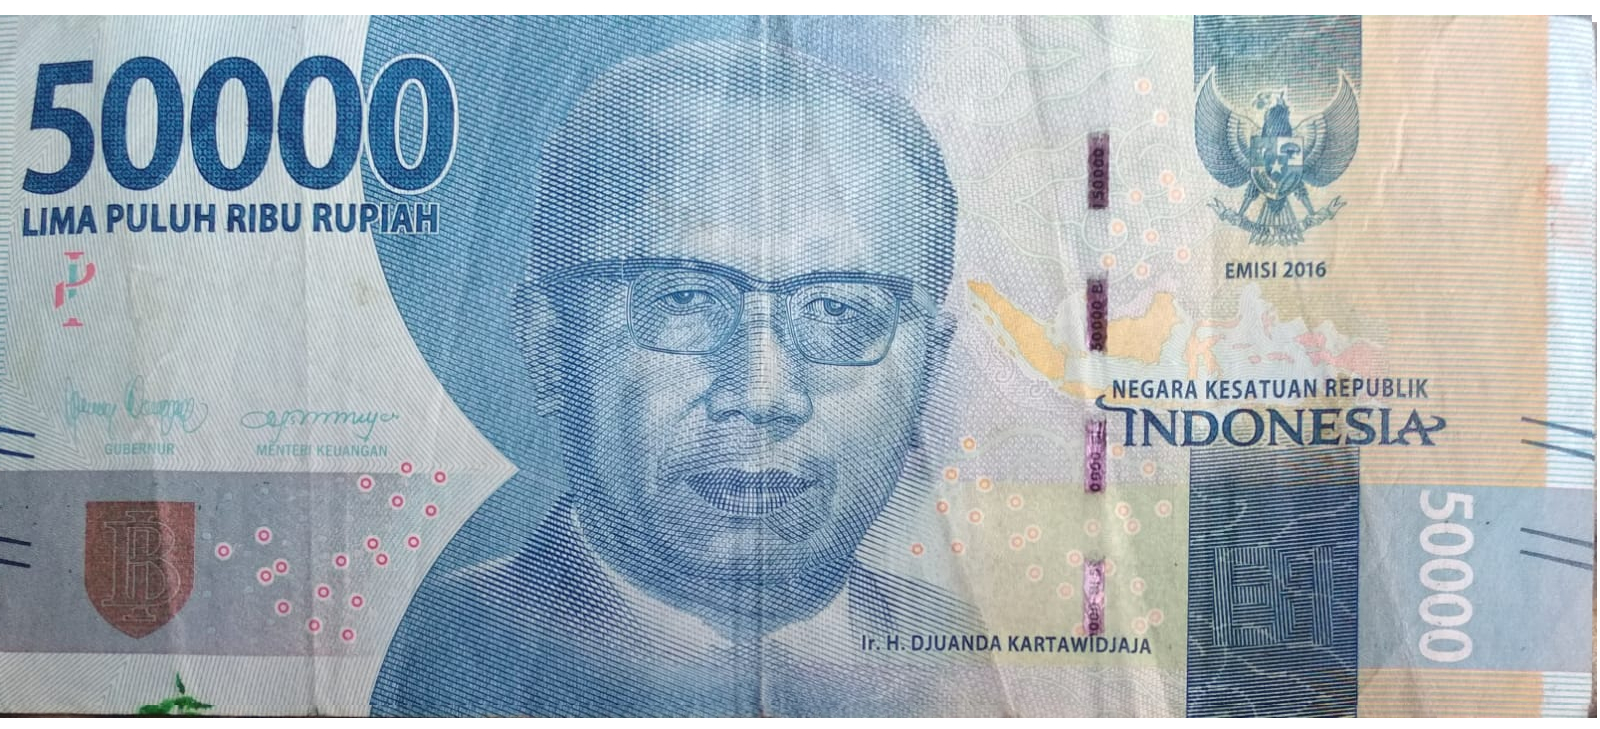 50000
LIMA PULUH RIBU RUPIAH
GUBERNUR
MENTERI KEUANGAN
BI
Ir. H. DJUANDA KARTAWIDJAJA
50000
50000 B
EMISI 2016
NEGARA KESATUAN REPUBLIK
INDONESIA
BI
50000